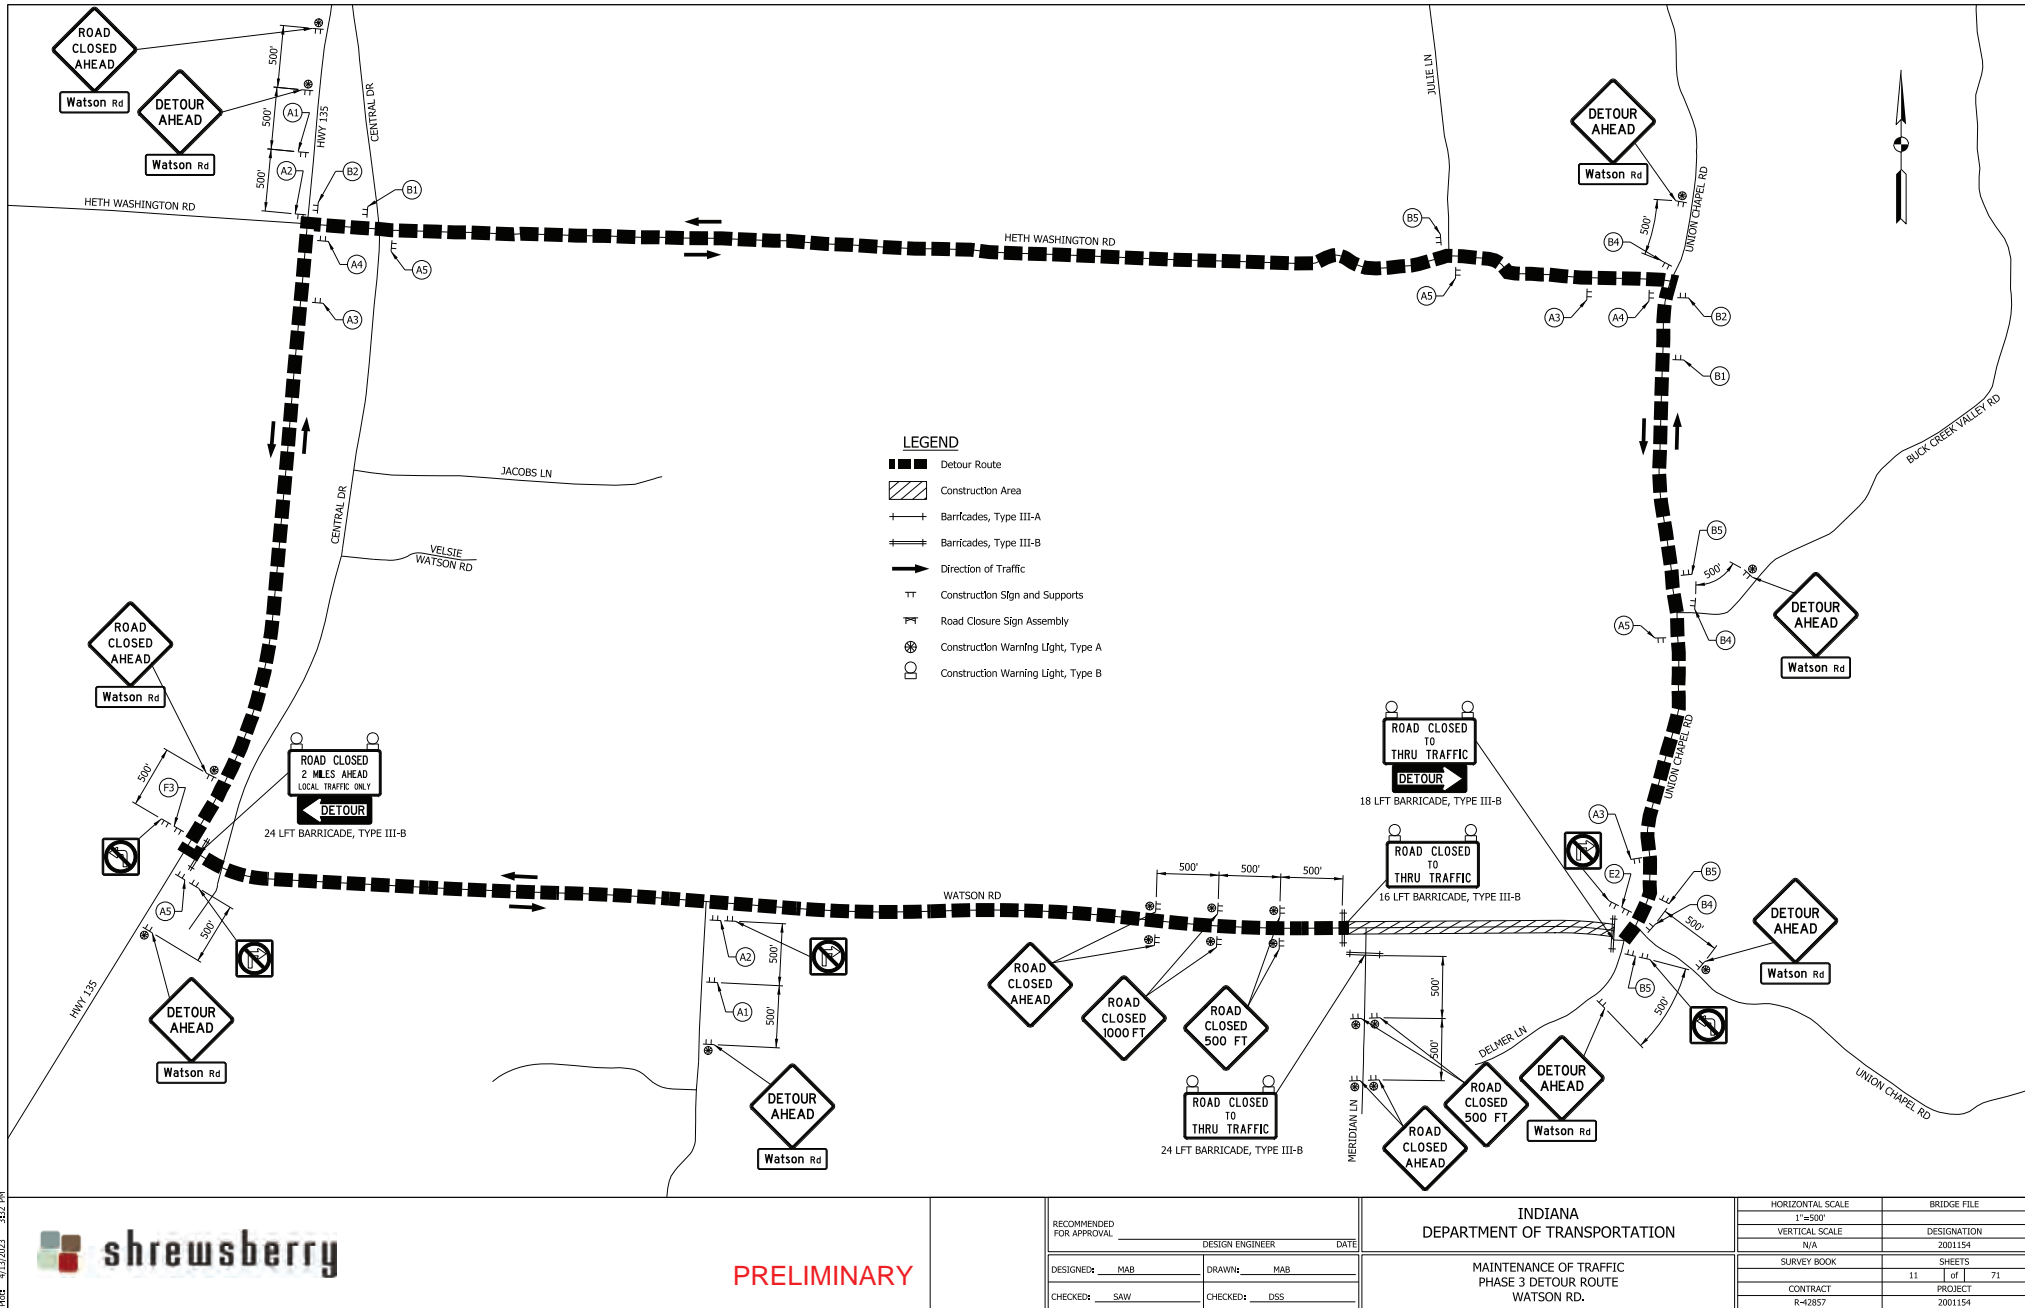 ROAD
CLOSED
AHEAD
Watson Rd
DETOUR
AHEAD
Watson Rd
500'
500'
500'
A1
A2
HWY 135
CENTRAL DR
B2
B1
HETH WASHINGTON RD
A4
A5
A3
HETH WASHINGTON RD
JULIE LN
B5
A5
A3
A4
DETOUR
AHEAD
Watson Rd
500'
B4
UNION CHAPEL RD
B2
B1
BUCK CREEK VALLEY RD
JACOBS LN
CENTRAL DR
VELSIE
WATSON RD
LEGEND
Detour Route
Construction Area
Barricades, Type III-A
Barricades, Type III-B
Direction of Traffic
Construction Sign and Supports
Road Closure Sign Assembly
Construction Warning Light, Type A
Construction Warning Light, Type B
B5
500'
A5
B4
DETOUR
AHEAD
Watson Rd
UNION CHAPEL RD
ROAD
CLOSED
AHEAD
Watson Rd
500'
F3
ROAD CLOSED
2 MILES AHEAD
LOCAL TRAFFIC ONLY
DETOUR
24 LFT BARRICADE, TYPE III-B
A5
500'
HWY 135
DETOUR
AHEAD
Watson Rd
WATSON RD
A2
500'
A1
500'
DETOUR
AHEAD
Watson Rd
500'
500'
500'
ROAD
CLOSED
AHEAD
ROAD
CLOSED
1000 FT
ROAD
CLOSED
500 FT
ROAD CLOSED
TO
THRU TRAFFIC
DETOUR
18 LFT BARRICADE, TYPE III-B
ROAD CLOSED
TO
THRU TRAFFIC
16 LFT BARRICADE, TYPE III-B
ROAD CLOSED
TO
THRU TRAFFIC
24 LFT BARRICADE, TYPE III-B
500'
500'
MERIDIAN LN
ROAD
CLOSED
AHEAD
ROAD
CLOSED
500 FT
DELMER LN
DETOUR
AHEAD
Watson Rd
A3
E2
B5
B4
500'
B5
500'
DETOUR
AHEAD
Watson Rd
UNION CHAPEL RD
4/13/2023 3:32 PM
shrewsberry
PRELIMINARY
RECOMMENDED
FOR APPROVAL
DESIGN ENGINEER DATE
DESIGNED: MAB DRAWN: MAB
CHECKED: SAW CHECKED: DSS
INDIANA
DEPARTMENT OF TRANSPORTATION
MAINTENANCE OF TRAFFIC
PHASE 3 DETOUR ROUTE
WATSON RD.
HORIZONTAL SCALE BRIDGE FILE
1"=500'
VERTICAL SCALE DESIGNATION
N/A 2001154
SURVEY BOOK SHEETS
11 of 71
CONTRACT PROJECT
R-42857 2001154